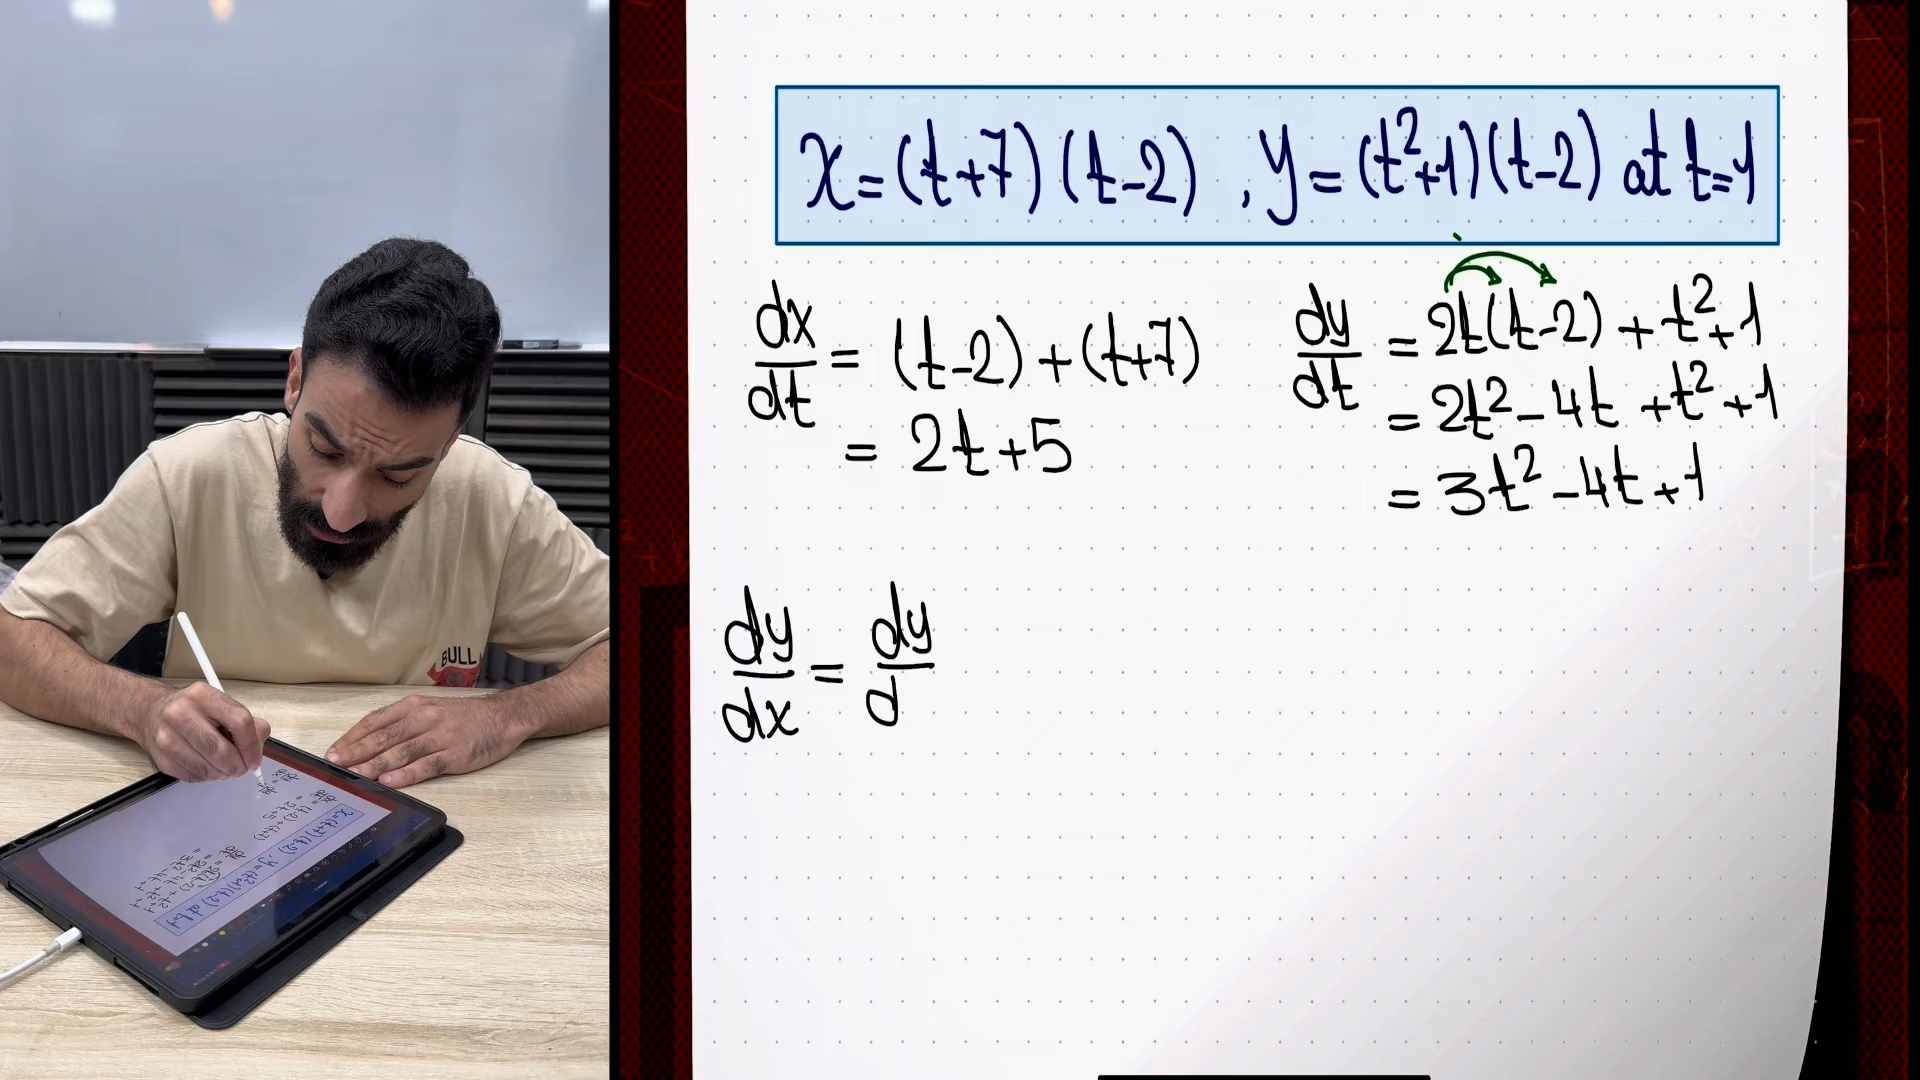 x=(t+7)(t-2) , y=(t²+1)(t-2) at t=1
dx/dt = (t-2)+(t+7)
= 2t+5
dy/dt = 2t(t-2)+t²+1
= 2t²-4t+t²+1
= 3t²-4t+1
dy/dx = dy/d
BULL